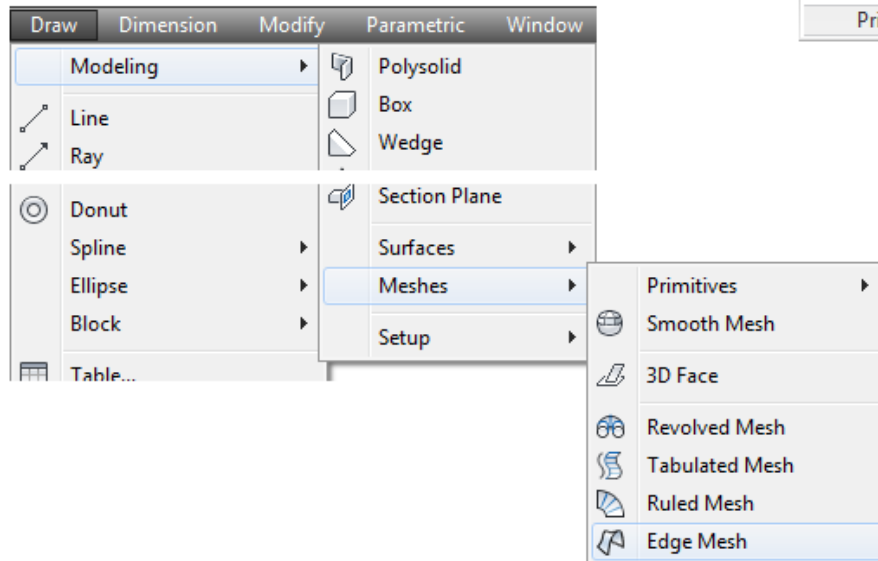 Draw Dimension Modify Parametric Window
Modeling
Line
Ray
Donut
Spline
Ellipse
Block
Table...
Polysolid
Box
Wedge
Section Plane
Surfaces
Meshes
Setup
Primitives
Smooth Mesh
3D Face
Revolved Mesh
Tabulated Mesh
Ruled Mesh
Edge Mesh